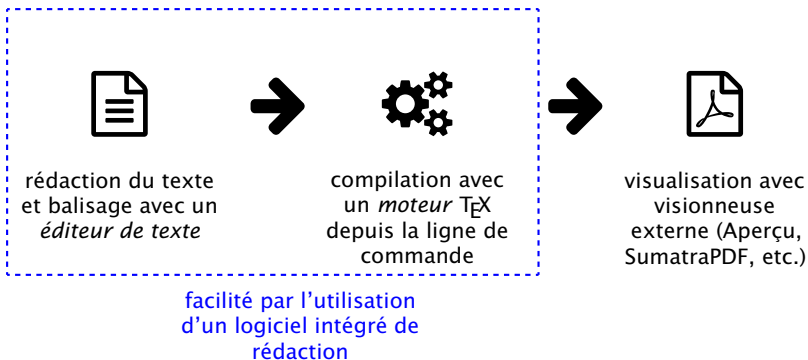 rédaction du texte
et balisage avec un
éditeur de texte
compilation avec
un moteur TEX
depuis la ligne de
commande
visualisation avec
visionneuse
externe (Aperçu,
SumatraPDF, etc.)
facilité par l’utilisation
d’un logiciel intégré de
rédaction